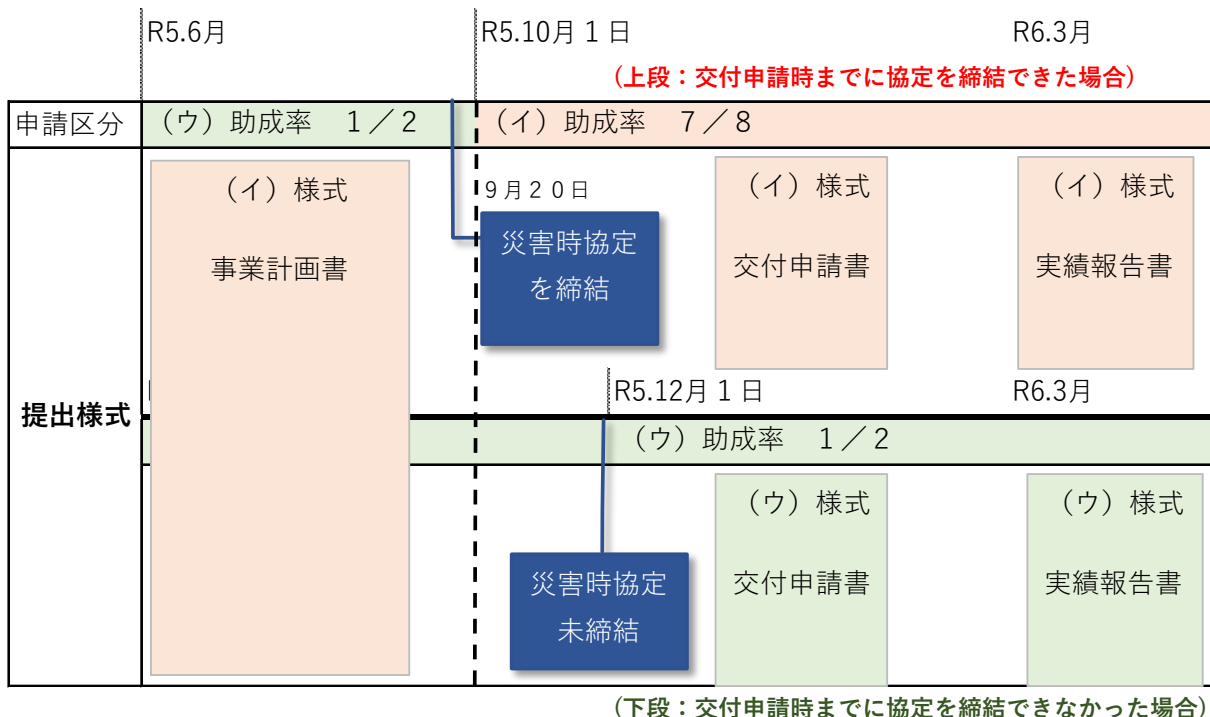 R5.6月
R5.10月１日
R6.3月
(上段：交付申請時までに協定を締結できた場合)
申請区分
（ウ）助成率　１／２
（イ）助成率　７／８
提出様式
（イ）様式
事業計画書
９月２０日
災害時協定
を締結
（イ）様式
交付申請書
（イ）様式
実績報告書
R5.12月１日
R6.3月
（ウ）助成率　１／２
災害時協定
未締結
（ウ）様式
交付申請書
（ウ）様式
実績報告書
(下段：交付申請時までに協定を締結できなかった場合)